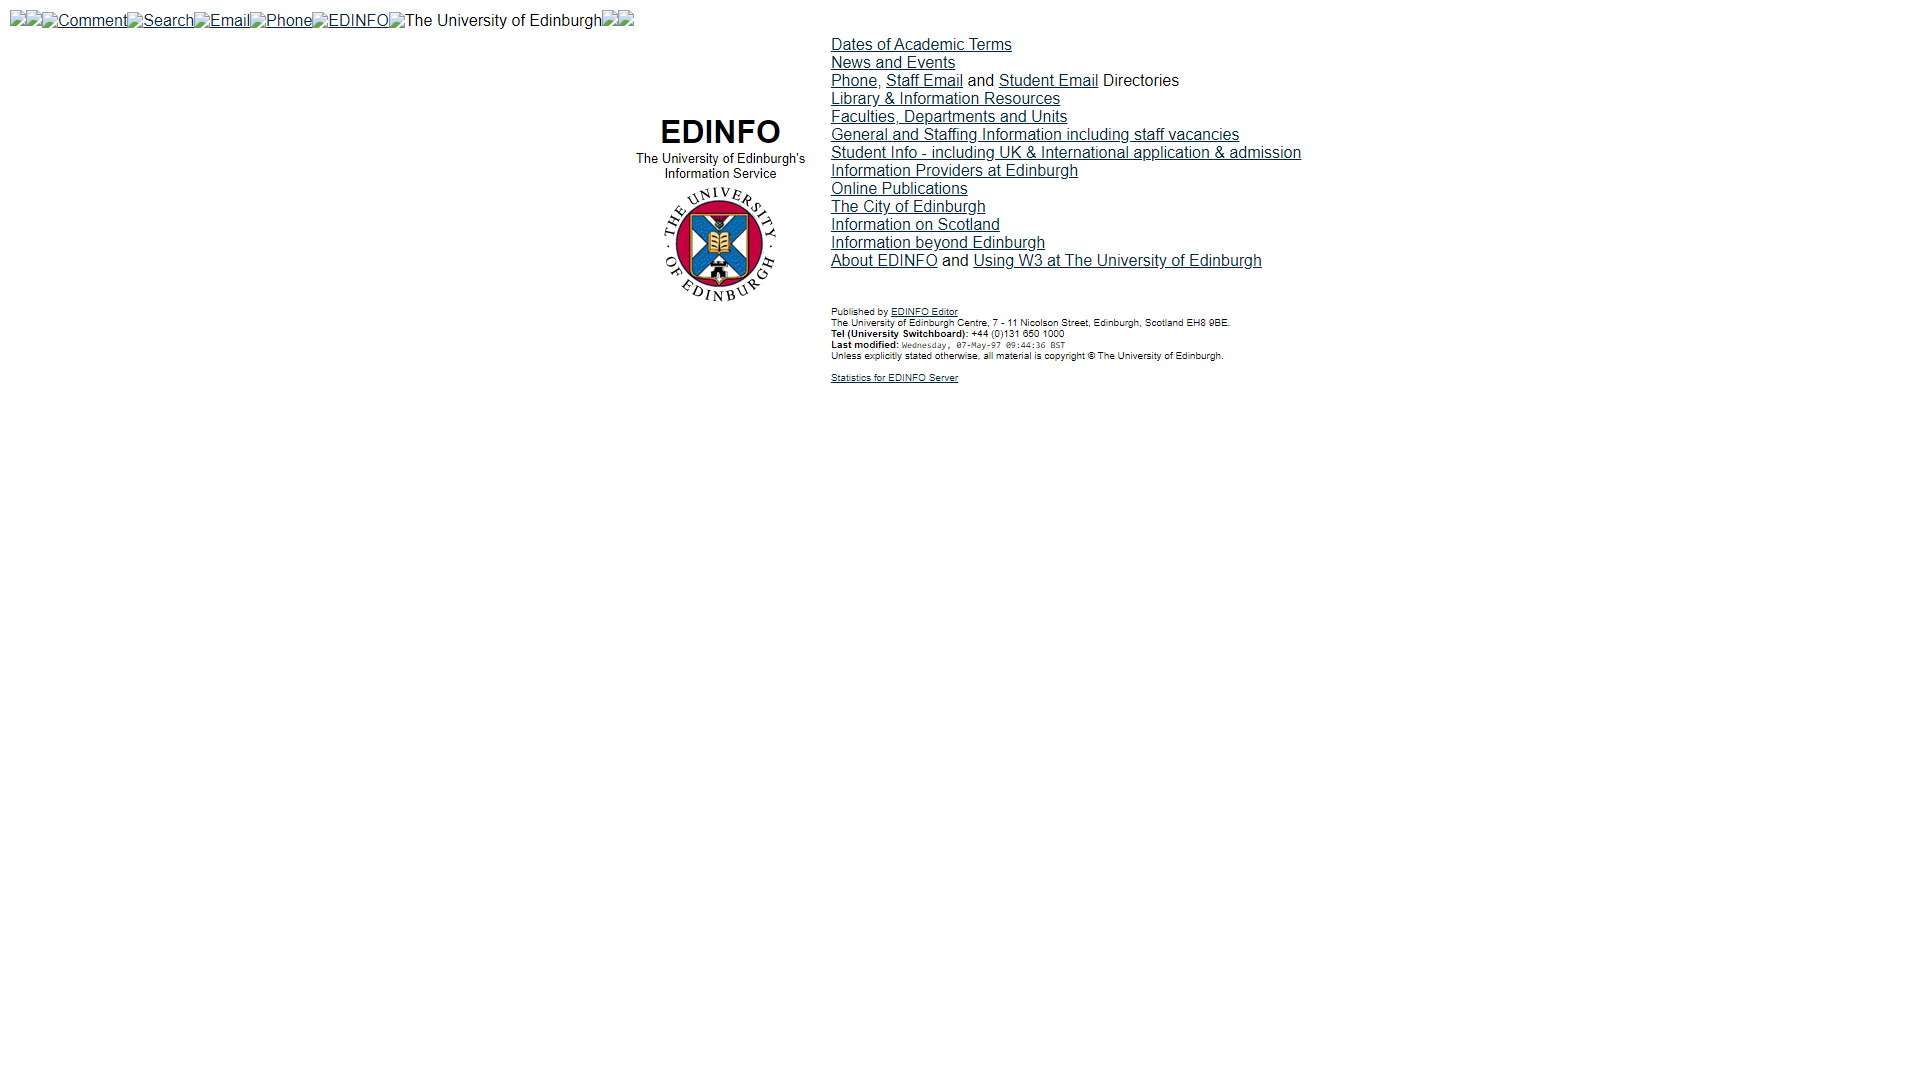 Comment Search Email Phone EDINFO The University of Edinburgh
EDINFO
The University of Edinburgh's
Information Service
THE UNIVERSITY
OF EDINBURGH
Dates of Academic Terms
News and Events
Phone, Staff Email and Student Email Directories
Library & Information Resources
Faculties, Departments and Units
General and Staffing Information including staff vacancies
Student Info - including UK & International application & admission
Information Providers at Edinburgh
Online Publications
The City of Edinburgh
Information on Scotland
Information beyond Edinburgh
About EDINFO and Using W3 at The University of Edinburgh
Published by EDINFO Editor
The University of Edinburgh Centre, 7 - 11 Nicolson Street, Edinburgh, Scotland EH8 9BE.
Tel (University Switchboard): +44 (0)131 650 1000
Last modified: Wednesday, 07-May-97 09:44:36 BST
Unless explicitly stated otherwise, all material is copyright © The University of Edinburgh.
Statistics for EDINFO Server